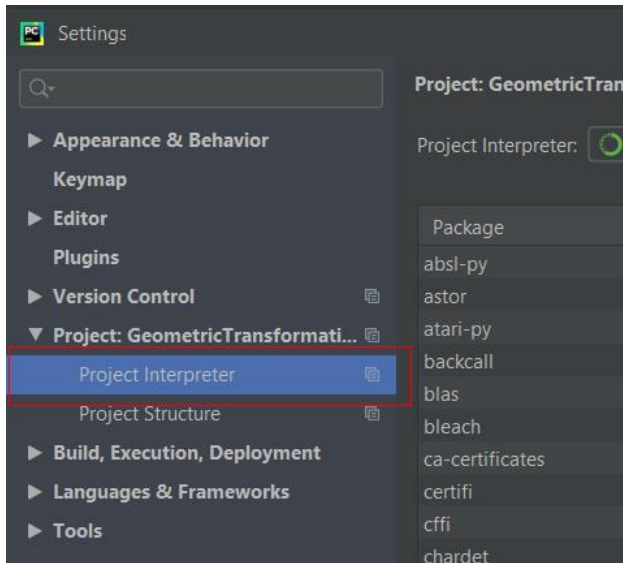 PC
Settings
Appearance & Behavior
Keymap
Editor
Plugins
Version Control
Project: GeometricTransformati...
Project Interpreter
Project Structure
Build, Execution, Deployment
Languages & Frameworks
Tools
Project: GeometricTran
Project Interpreter:
Package
absl-py
astor
atari-py
backcall
blas
bleach
ca-certificates
certifi
cffi
chardet